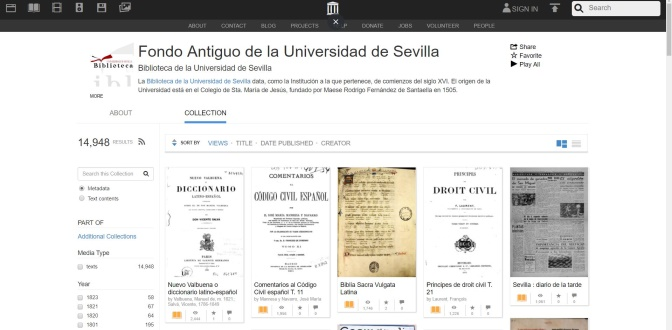 SIGN IN
Search
ABOUT CONTACT BLOG PROJECTS DONATE JOBS VOLUNTEER PEOPLE
Biblioteca
Fondo Antiguo de la Universidad de Sevilla
Biblioteca de la Universidad de Sevilla
La Biblioteca de la Universidad de Sevilla data, como la Institución a la que pertenece, de comienzos del siglo XVI. El origen de la
Universidad está en el Colegio de Sta. María de Jesús, fundado por Maese Rodrigo Fernández de Santaella en 1505.
MORE
Share
Favorite
Play All
ABOUT COLLECTION
14,948 RESULTS
SORT BY VIEWS · TITLE · DATE PUBLISHED · CREATOR
Search this Collection
Metadata
Text contents
PART OF
Additional Collections
Media Type
texts 14,948
Year
1823 59
1821 67
1820 64
1801 195
DICCIONARIO
COMENTARIOS
CÓDIGO CIVIL ESPAÑOL
PRINCIPES
DROIT CIVIL
Nuevo Valbuena o
diccionario latino-español
by Valbuena, Manuel de, m. 1821,
Salvá, Vicente, 1786-1849
Comentarios al Código
Civil español T. 11
by Manresa y Navarro, José María
Biblia Sacra Vulgata
Latina
Principes de droit civil T.
21
by Laurent, François
Sevilla : diario de la tarde